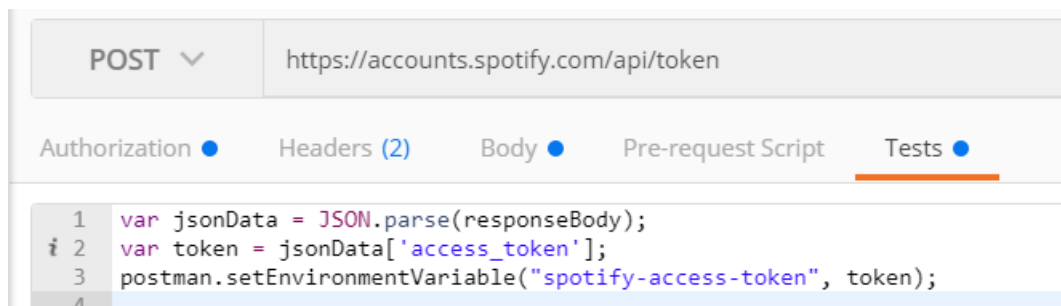 POST https://accounts.spotify.com/api/token
Authorization Headers (2) Body Pre-request Script Tests
1 var jsonData = JSON.parse(responseBody);
i 2 var token = jsonData['access_token'];
3 postman.setEnvironmentVariable("spotify-access-token", token);
4